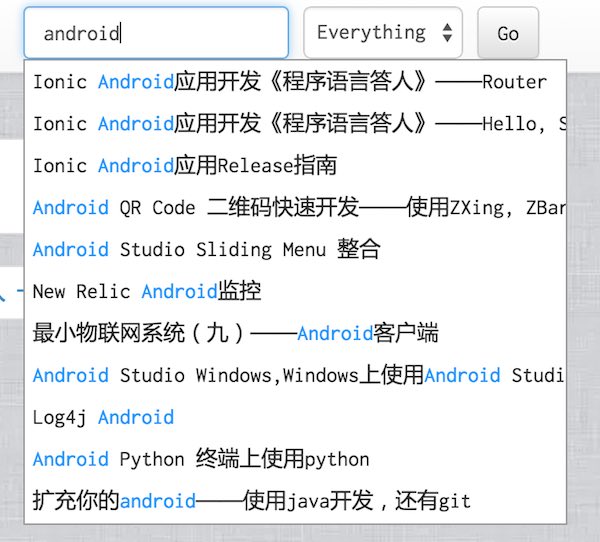 android Everything Go
Ionic Android应用开发《程序语言答人》——Router
Ionic Android应用开发《程序语言答人》——Hello,
Ionic Android应用Release指南
Android QR Code 二维码快速开发——使用ZXing, ZBar
Android Studio Sliding Menu 整合
New Relic Android监控
最小物联网系统（九）——Android客户端
Android Studio Windows,Windows上使用Android Studi
Log4j Android
Android Python 终端上使用python
扩充你的android——使用java开发，还有git